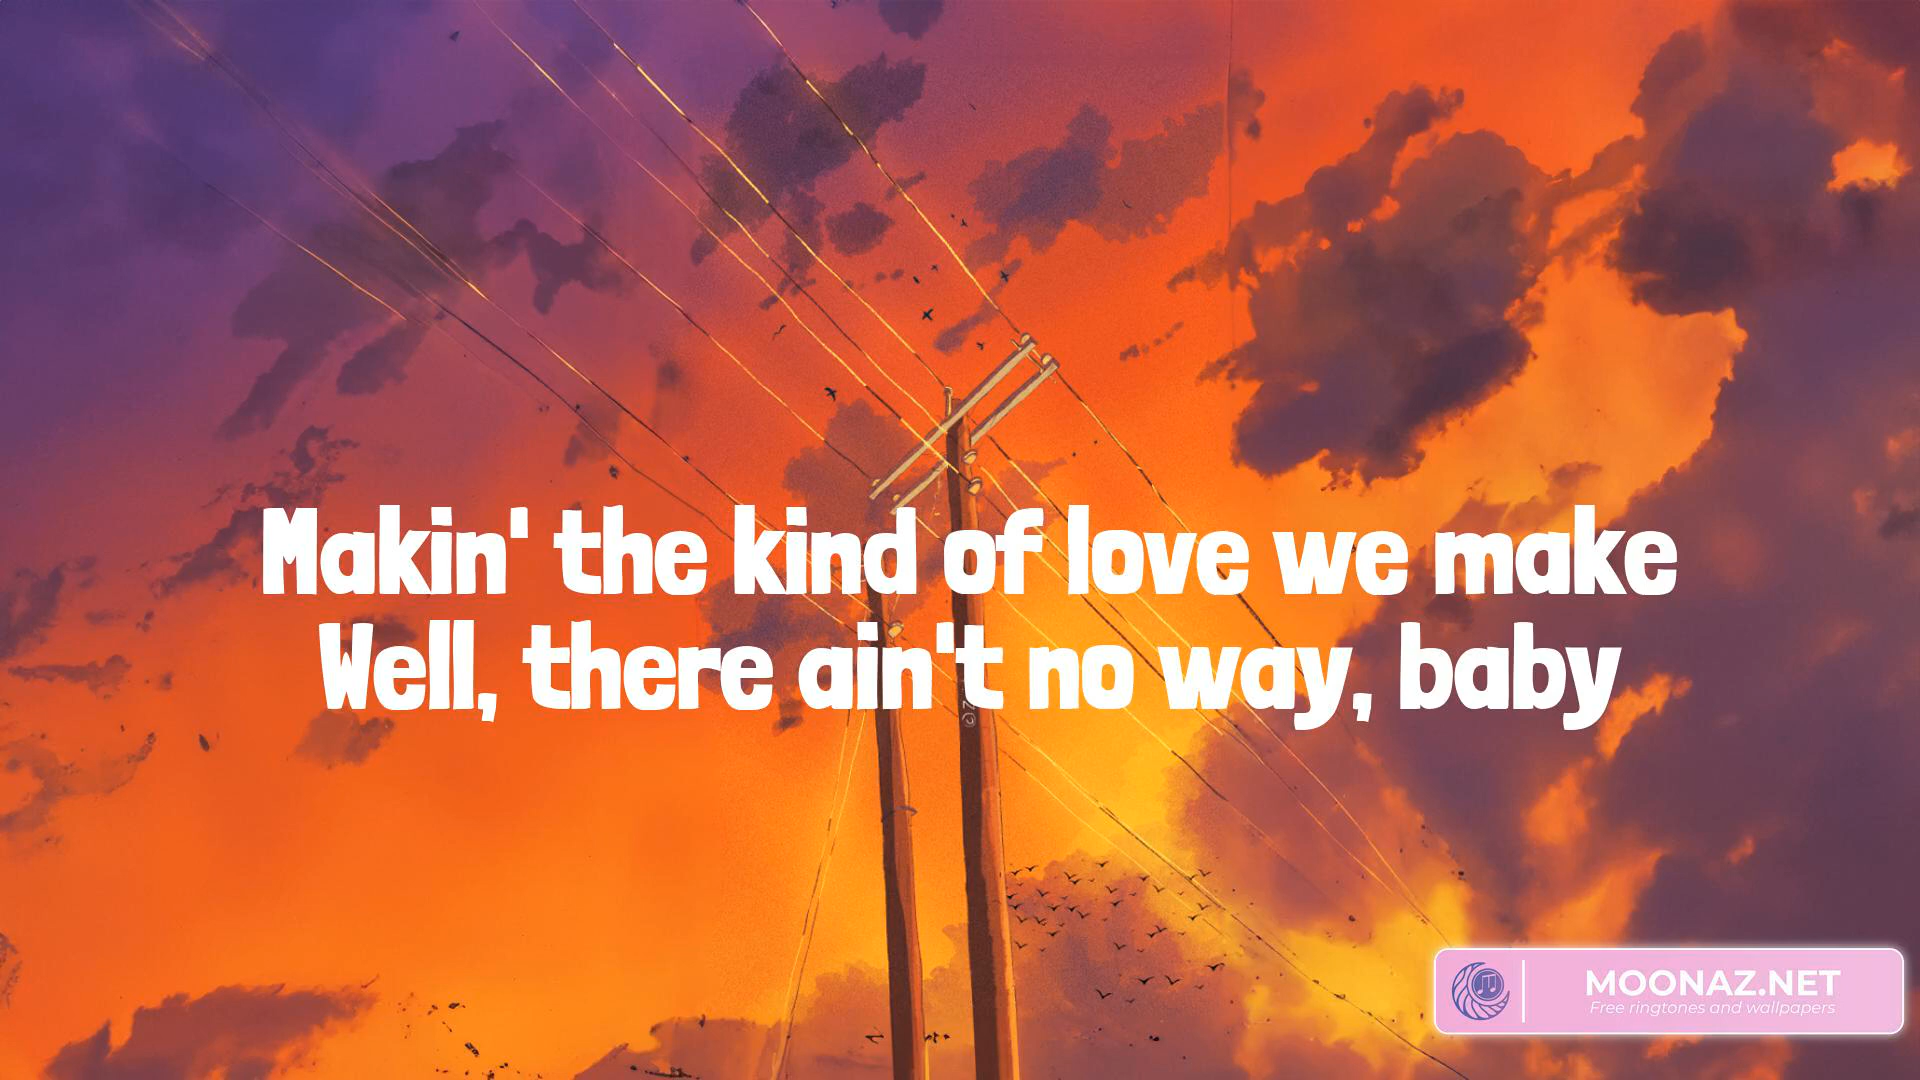 Makin' the kind of love we make
Well, there ain't no way, baby
MOONAZ.NET
Free ringtones and wallpapers